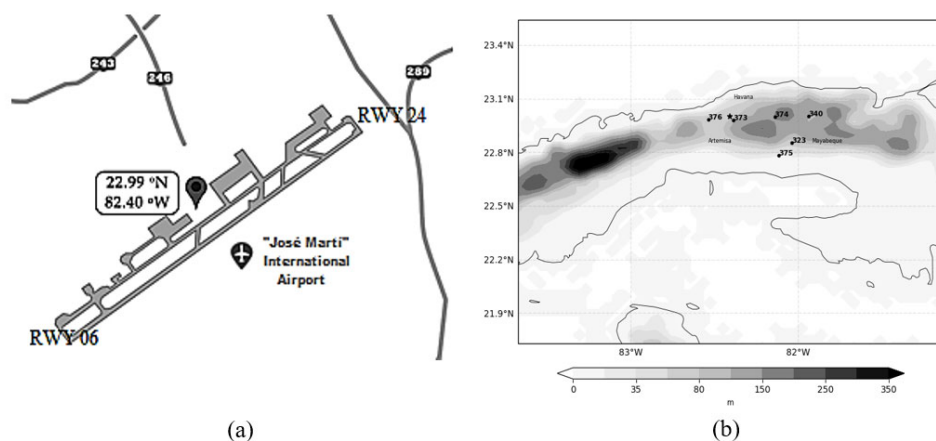 243
246
289
RWY 24
22.99 ºN
82.40 ºW
"José Martí"
International
Airport
RWY 06
(a)
23.4°N
23.1°N
22.8°N
22.5°N
22.2°N
21.9°N
Havana
376
373
374
340
Artemisa
323
Mayabeque
375
83°W
82°W
0
35
80
150
250
350
m
(b)